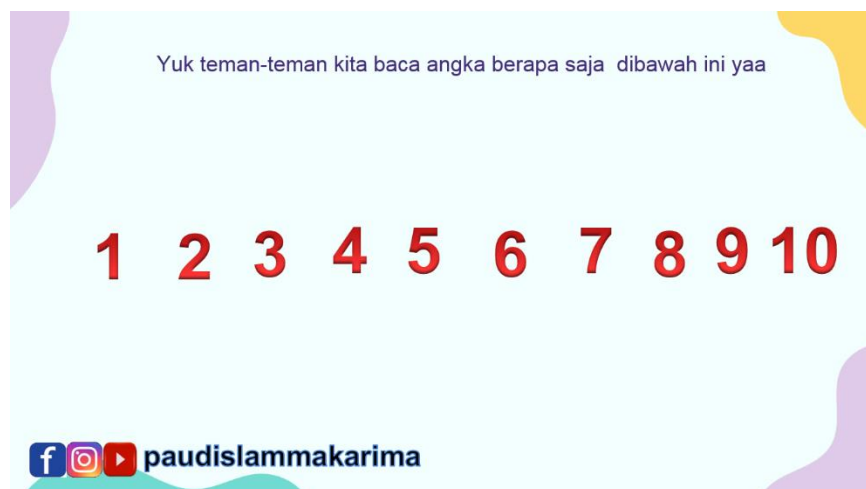 Yuk teman-teman kita baca angka berapa saja dibawah ini yaa
1 2 3 4 5 6 7 8 9 10
paudislammakarima